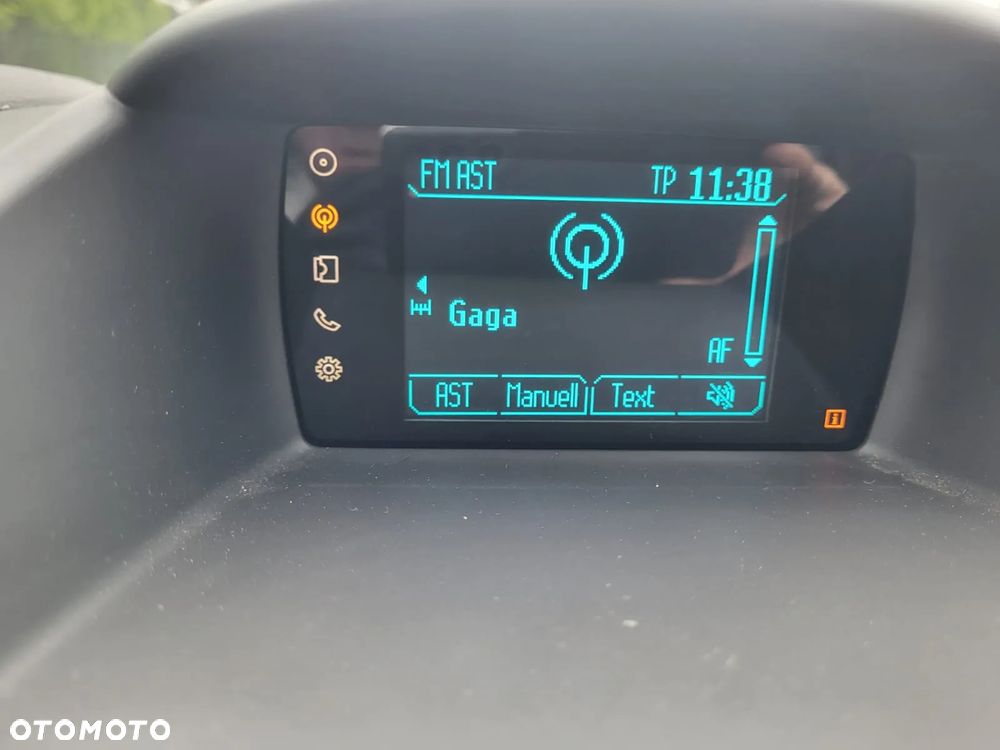 FM AST TP 11:38
Gaga
AF
AST Manuell Text
OTOMOTO